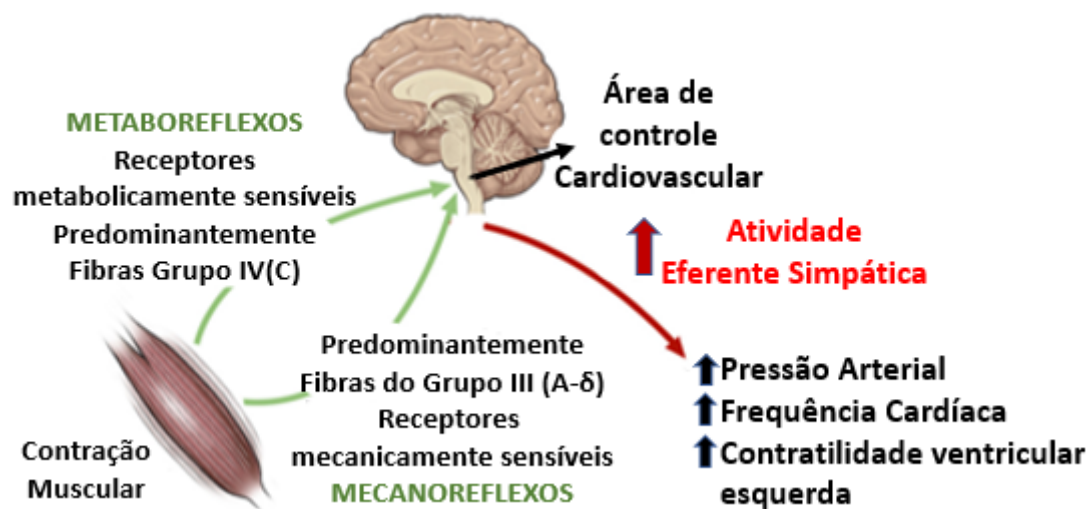 METABOREFLEXOS
Receptores
metabolicamente sensíveis
Predominantemente
Fibras Grupo IV(C)
Área de
controle
Cardiovascular
Atividade
Eferente Simpática
Predominantemente
Fibras do Grupo III (A-δ)
Receptores
mecanicamente sensíveis
MECANOREFLEXOS
Contração
Muscular
Pressão Arterial
Frequência Cardíaca
Contratilidade ventricular
esquerda